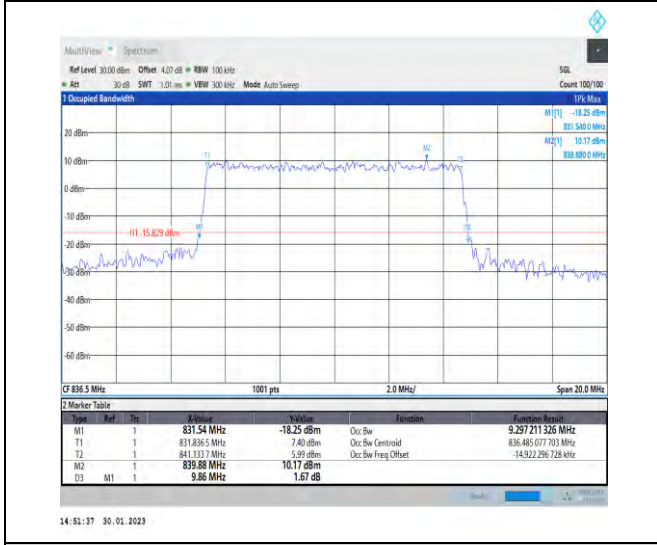 MultiView Spectrum
Ref Level 30.00 dBm Offset 4.07 dB RBW 100 kHz SGL
Att 30 dB SWT 1.01 ms VBW 300 kHz Mode Auto Sweep Count 100/100
1 Occupied Bandwidth 1Pk Max
M1[1] -18.25 dBm
831.540 0 MHz
M2[1] 10.17 dBm
839.880 0 MHz
20 dBm
M2
T1
10 dBm
0 dBm
-10 dBm
H1 -15.829 dBm
M1
-20 dBm
-30 dBm
-40 dBm
-50 dBm
-60 dBm
CF 836.5 MHz 1001 pts 2.0 MHz/ Span 20.0 MHz
2 Marker Table
Type Ref Trc X-Value Y-Value Function Function Result
M1 1 831.54 MHz -18.25 dBm Occ Bw 9.297 211 326 MHz
T1 1 831.836 5 MHz 7.40 dBm Occ Bw Centroid 836.485 077 703 MHz
T2 1 841.133 7 MHz 5.99 dBm Occ Bw Freq Offset -14.922 296 728 kHz
M2 1 839.88 MHz 10.17 dBm
D3 M1 1 9.86 MHz 1.67 dB
14:51:37 30.01.2023